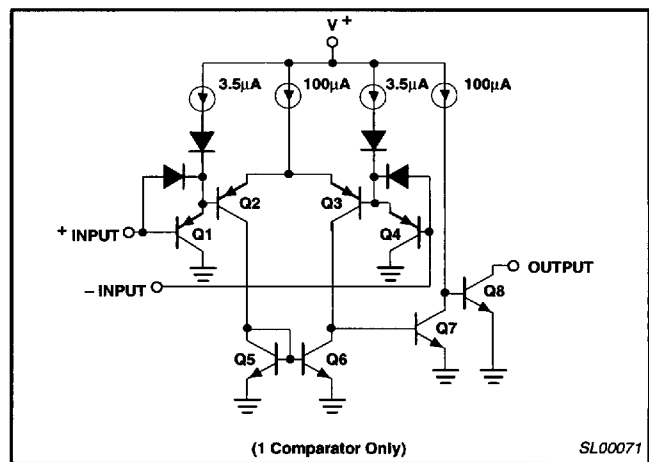 V+
3.5µA 100µA 3.5µA 100µA
Q2 Q3
+ INPUT Q1 Q4
OUTPUT
– INPUT Q8
Q7
Q5 Q6
(1 Comparator Only) SL00071